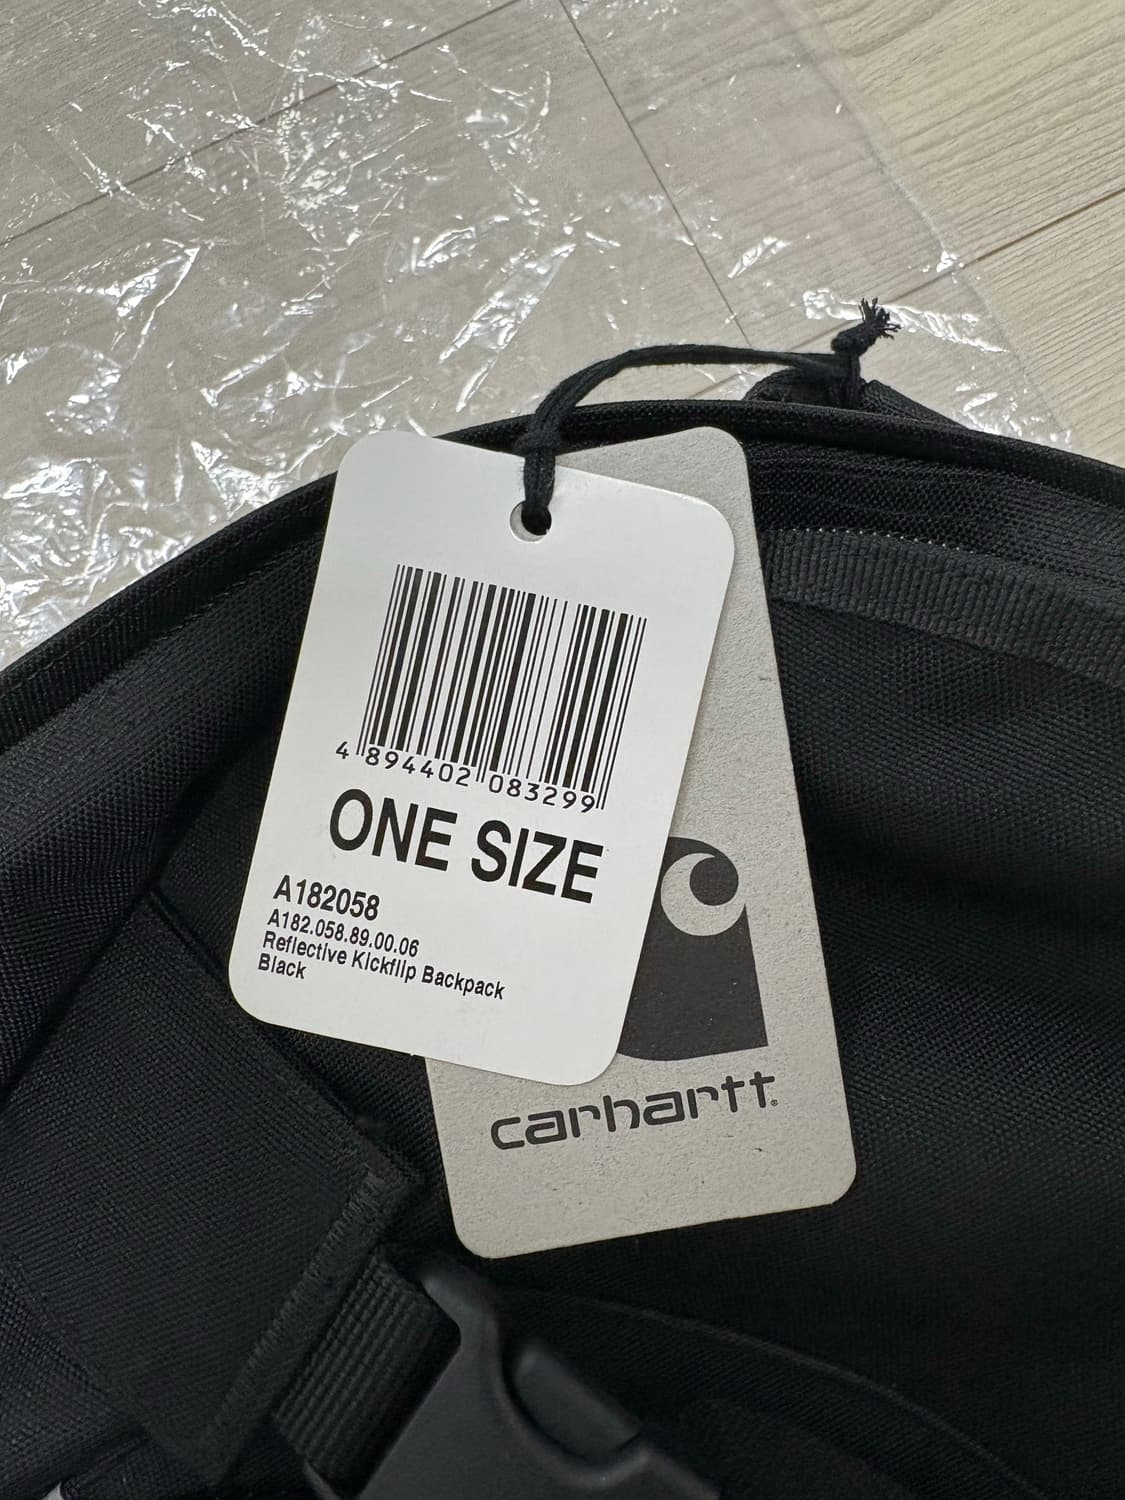 4 894402 083299
ONE SIZE
A182058
A182.058.89.00.06
Reflective Kickflip Backpack
Black
carhartt®